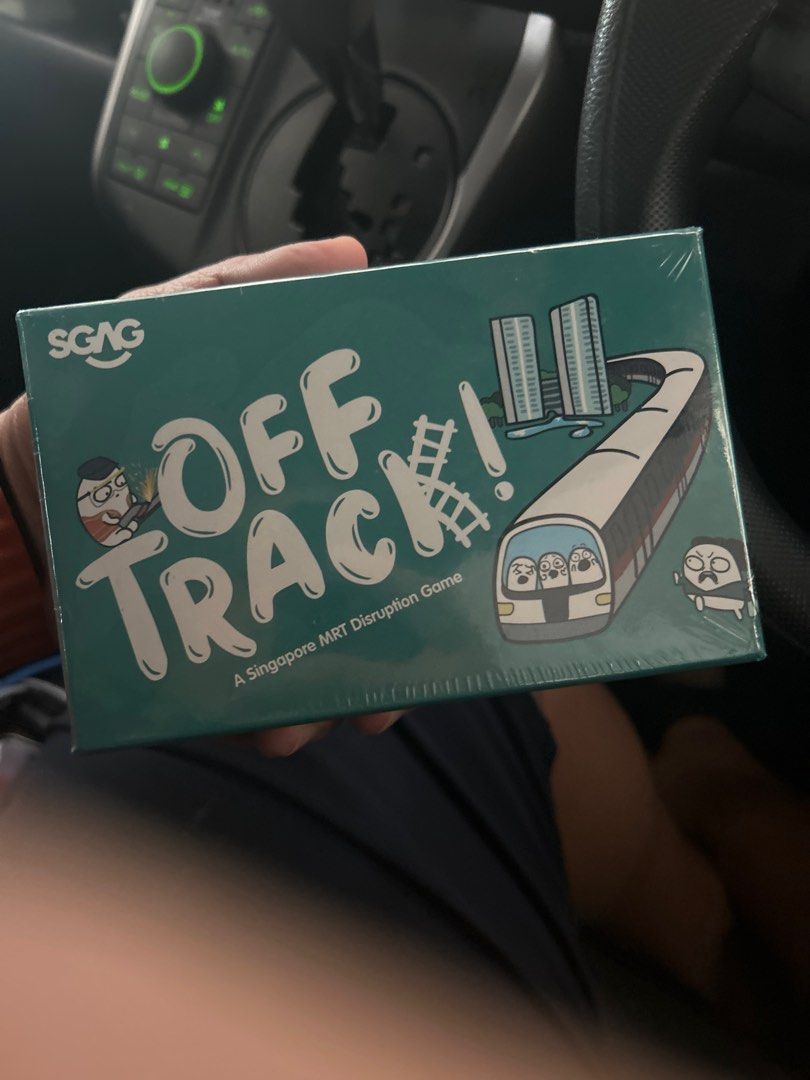 SGAG
OFF
TRACK!
A Singapore MRT Disruption Game